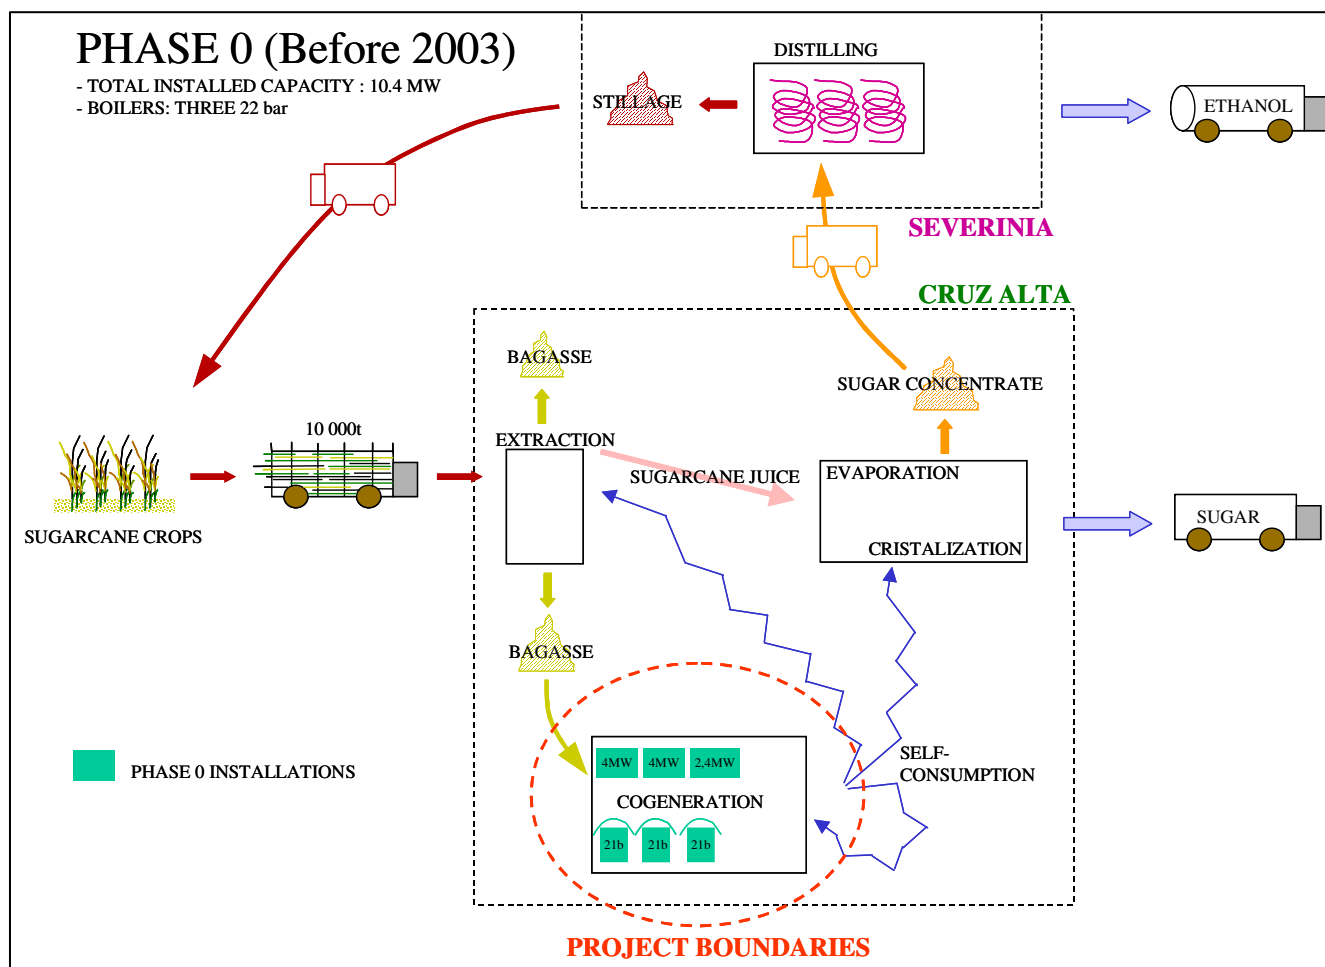 PHASE 0 (Before 2003)
- TOTAL INSTALLED CAPACITY : 10.4 MW
- BOILERS: THREE 22 bar
DISTILLING
STILLAGE
ETHANOL
SEVERINIA
CRUZ ALTA
BAGASSE
SUGAR CONCENTRATE
10 000t
EXTRACTION
SUGARCANE JUICE
EVAPORATION
CRISTALIZATION
SUGAR
SUGARCANE CROPS
BAGASSE
SELF-
CONSUMPTION
PHASE 0 INSTALLATIONS
4MW 4MW 2,4MW
COGENERATION
21b 21b 21b
PROJECT BOUNDARIES